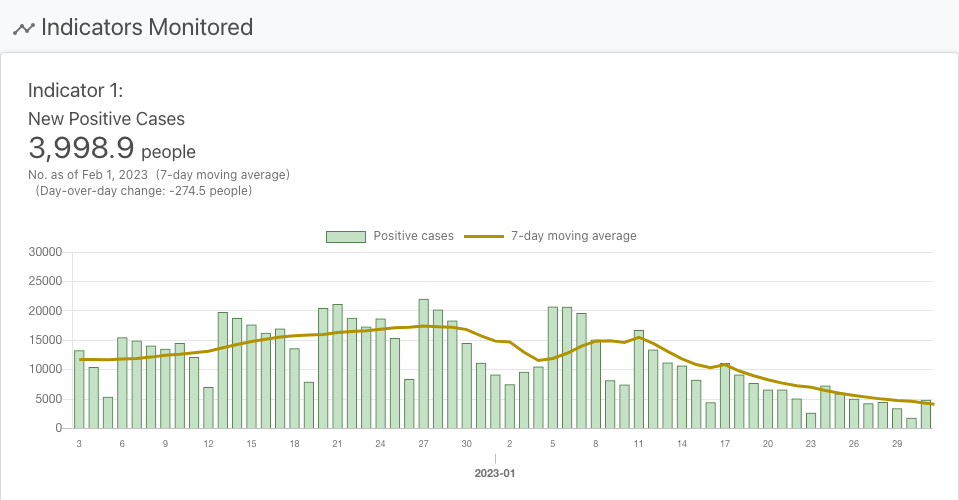 Indicators Monitored
Indicator 1:
New Positive Cases
3,998.9 people
No. as of Feb 1, 2023 (7-day moving average)
(Day-over-day change: -274.5 people)
Positive cases 7-day moving average
30000
25000
20000
15000
10000
5000
0
3 6 9 12 15 18 21 24 27 30 2 5 8 11 14 17 20 23 26 29
2023-01